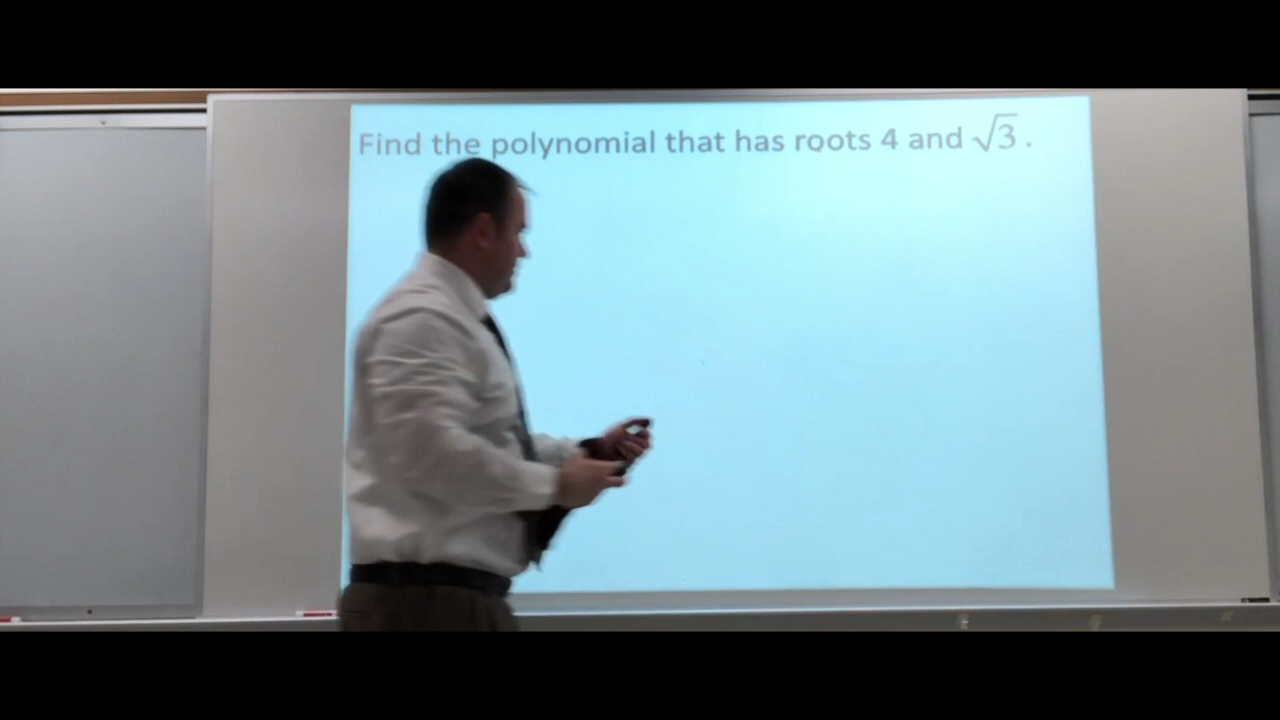 Find the polynomial that has roots 4 and √3 .